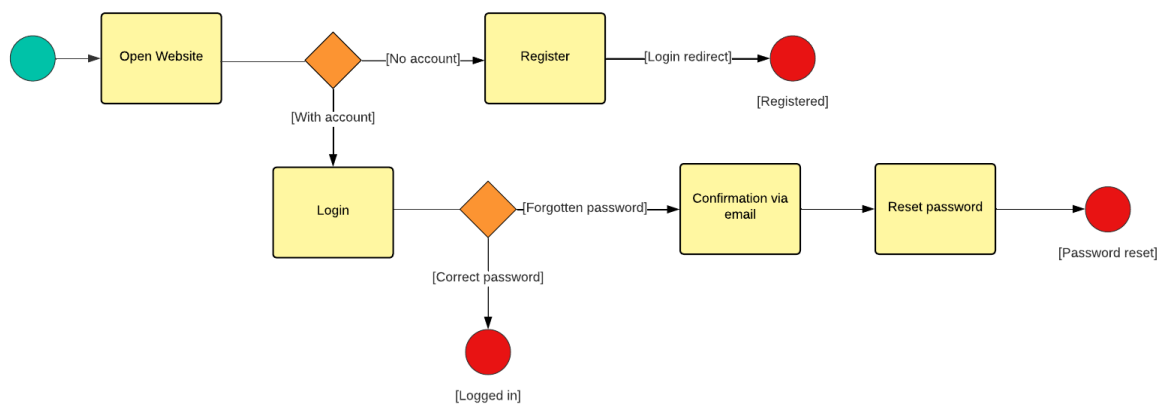 Open Website
[No account]
Register
[Login redirect]
[Registered]
[With account]
Login
[Forgotten password]
Confirmation via
email
Reset password
[Password reset]
[Correct password]
[Logged in]